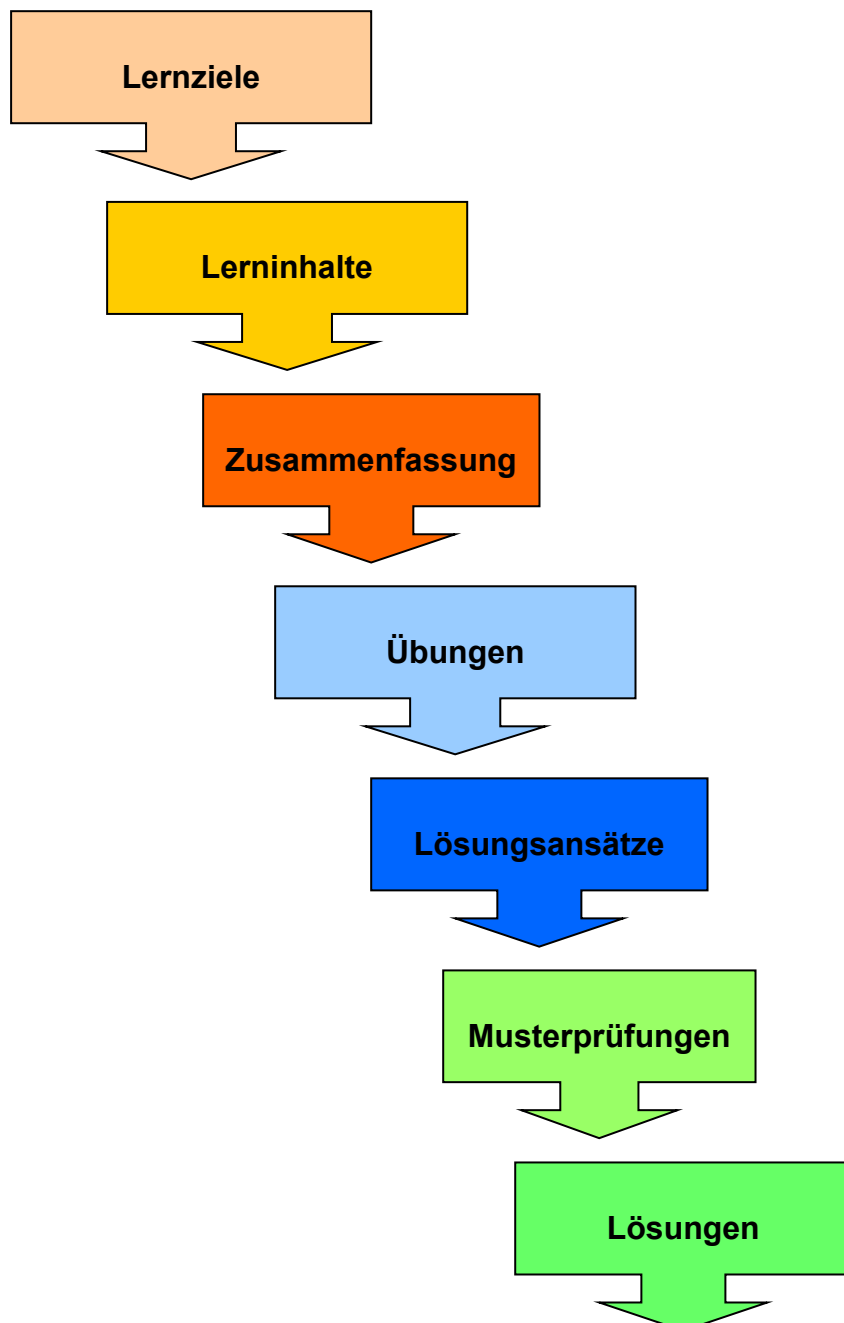 Lernziele
Lerninhalte
Zusammenfassung
Übungen
Lösungsansätze
Musterprüfungen
Lösungen